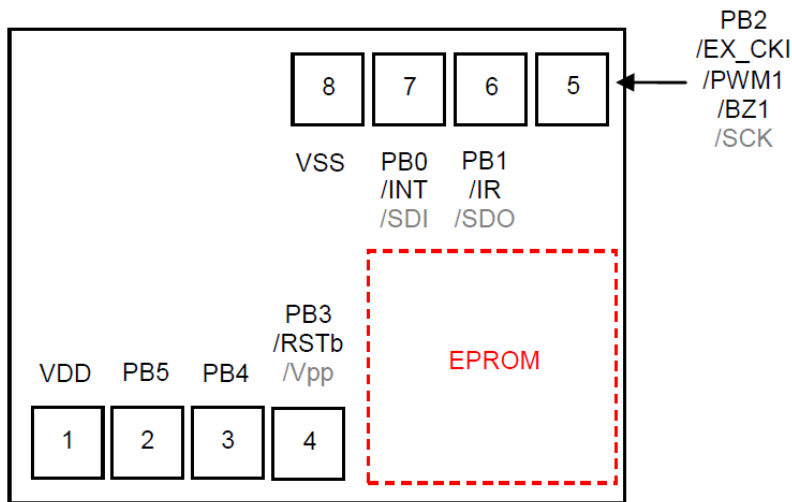 PB2
/EX_CKI
/PWM1
/BZ1
/SCK
8
7
6
5
VSS
PB0
/INT
/SDI
PB1
/IR
/SDO
EPROM
VDD
PB5
PB4
PB3
/RSTb
/Vpp
1
2
3
4